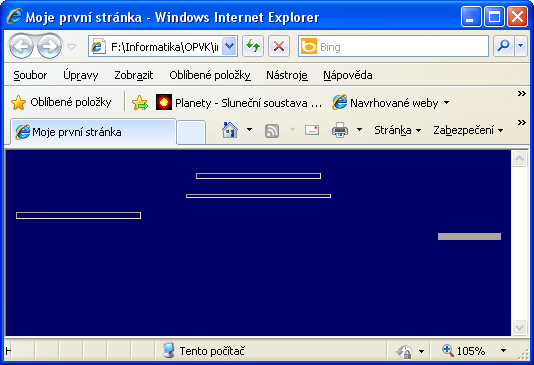 Moje první stránka - Windows Internet Explorer
F:\Informatika\OPVK\ii
Bing
Soubor Úpravy Zobrazit Oblíbené položky Nástroje Nápověda
Oblíbené položky Planety - Sluneční soustava ... Navrhované weby
Moje první stránka Stránka Zabezpečení
Tento počítač 105%